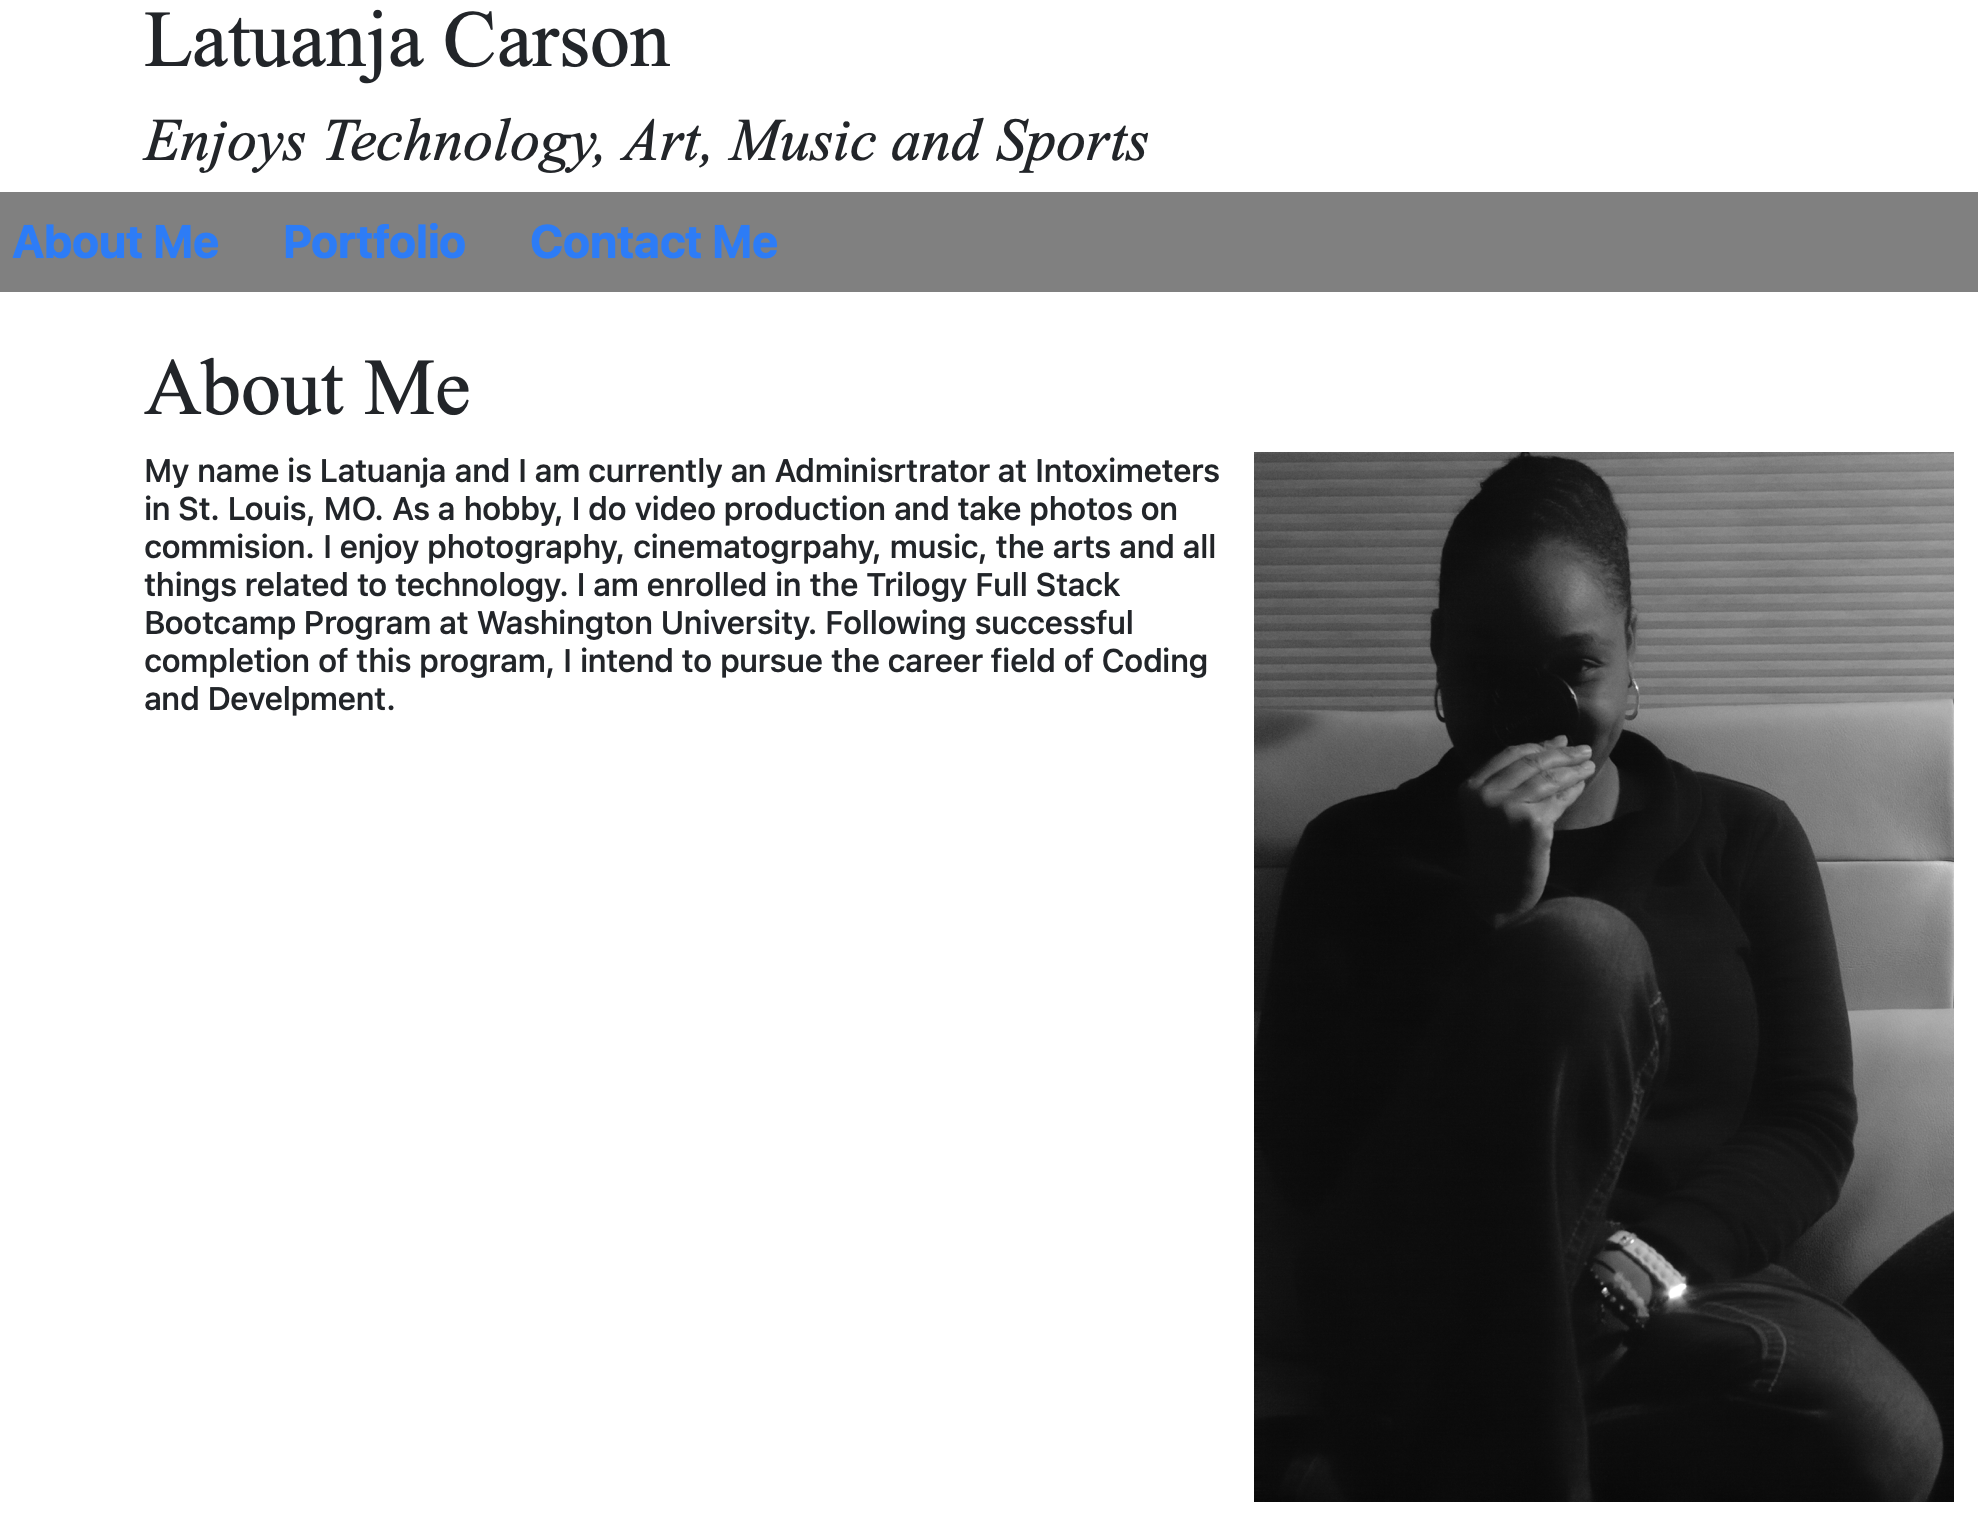 Latuanja Carson
Enjoys Technology, Art, Music and Sports
About Me Portfolio Contact Me
About Me
My name is Latuanja and I am currently an Adminisrtrator at Intoximeters
in St. Louis, MO. As a hobby, I do video production and take photos on
commision. I enjoy photography, cinematogrpahy, music, the arts and all
things related to technology. I am enrolled in the Trilogy Full Stack
Bootcamp Program at Washington University. Following successful
completion of this program, I intend to pursue the career field of Coding
and Develpment.